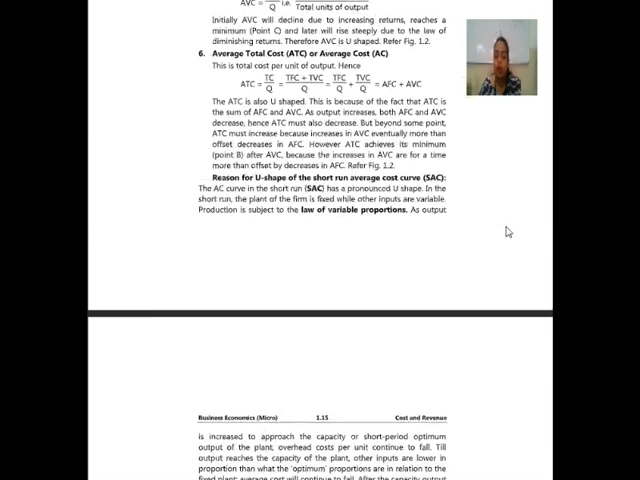 AVC = — Q i.e. Total units of output
Initially AVC will decline due to increasing returns, reaches a
minimum (Point C) and later will rise steeply due to the law of
diminishing returns. Therefore AVC is U shaped. Refer Fig. 1.2.
6. Average Total Cost (ATC) or Average Cost (AC)
This is total cost per unit of output. Hence
ATC = TC/Q = TFC + TVC/Q = TFC/Q + TVC/Q = AFC + AVC
The ATC is also U shaped. This is because of the fact that ATC is
the sum of AFC and AVC. As output increases, both AFC and AVC
decrease, hence ATC must also decrease. But beyond some point,
ATC must increase because increases in AVC eventually more than
offset decreases in AFC. However ATC achieves its minimum
(point B) after AVC, because the increases in AVC are for a time
more than offset by decreases in AFC. Refer Fig. 1.2.
Reason for U-shape of the short run average cost curve (SAC):
The AC curve in the short run (SAC) has a pronounced U shape. In the
short run, the plant of the firm is fixed while other inputs are variable.
Production is subject to the law of variable proportions. As output
Business Economics (Micro) 1.15 Cost and Revenue
is increased to approach the capacity or short-period optimum
output of the plant, overhead costs per unit continue to fall. Till
output reaches the capacity of the plant, other inputs are lower in
proportion than what the 'optimum' proportions are in relation to the
fixed plant; average cost will continue to fall. After the capacity output